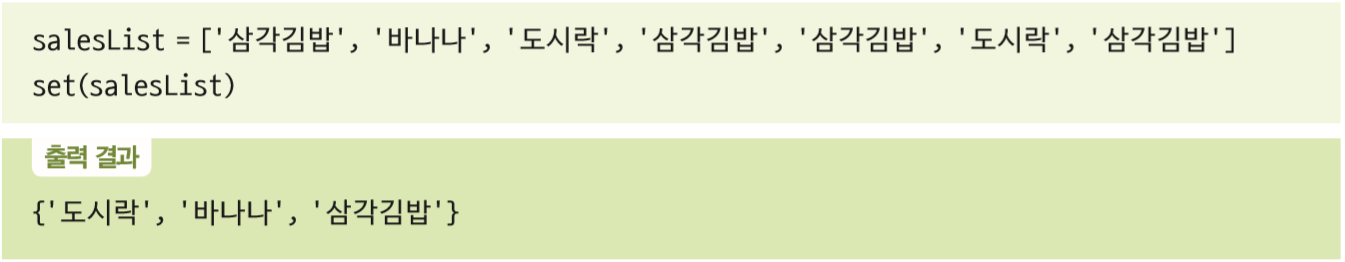 salesList = ['삼각김밥', '바나나', '도시락', '삼각김밥', '삼각김밥', '도시락', '삼각김밥']
set(salesList)
출력 결과
{'도시락', '바나나', '삼각김밥'}